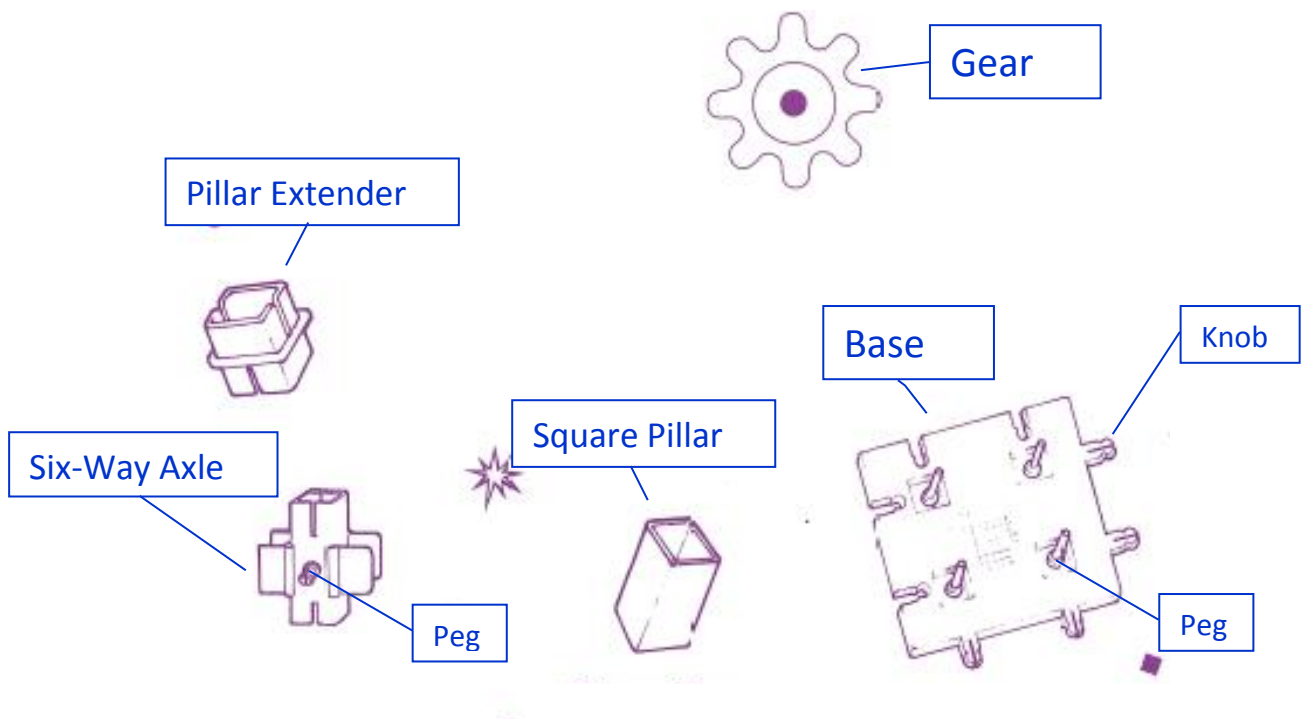 Gear
Pillar Extender
Base
Knob
Square Pillar
Six-Way Axle
Peg
Peg